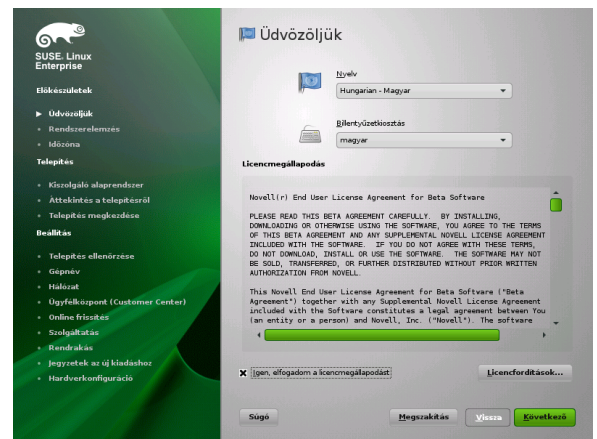 SUSE. Linux
Enterprise
Előkészületek
Üdvözöljük
Rendszerelemzés
Időzóna
Telepítés
Kiszolgáló alaprendszer
Áttekintés a telepítésről
Telepítés megkezdése
Beállítás
Telepítés ellenőrzése
Gépnév
Hálózat
Ügyfélközpont (Customer Center)
Online frissítés
Szolgáltatás
Rendrakás
Jegyzetek az új kiadáshoz
Hardverkonfiguráció
Üdvözöljük
Nyelv
Hungarian - Magyar
Billentyűzetkiosztás
magyar
Licencmegállapodás
Novell(r) End User License Agreement for Beta Software
PLEASE READ THIS BETA AGREEMENT CAREFULLY. BY INSTALLING,
DOWNLOADING OR OTHERWISE USING THE SOFTWARE, YOU AGREE TO THE TERMS
OF THIS BETA AGREEMENT AND ANY SUPPLEMENTAL NOVELL LICENSE AGREEMENT
INCLUDED WITH THE SOFTWARE. IF YOU DO NOT AGREE WITH THESE TERMS,
DO NOT DOWNLOAD, INSTALL OR USE THE SOFTWARE. THE SOFTWARE MAY NOT
BE SOLD, TRANSFERRED, OR FURTHER DISTRIBUTED WITHOUT PRIOR WRITTEN
AUTHORIZATION FROM NOVELL.
This Novell End User License Agreement for Beta Software ("Beta
Agreement") together with any Supplemental Novell License Agreement
included with the Software constitutes a legal agreement between You
(an entity or a person) and Novell, Inc. ("Novell"). The software
Igen, elfogadom a licencmegállapodást
Licencfordítások...
Súgó
Megszakítás
Vissza
Következő